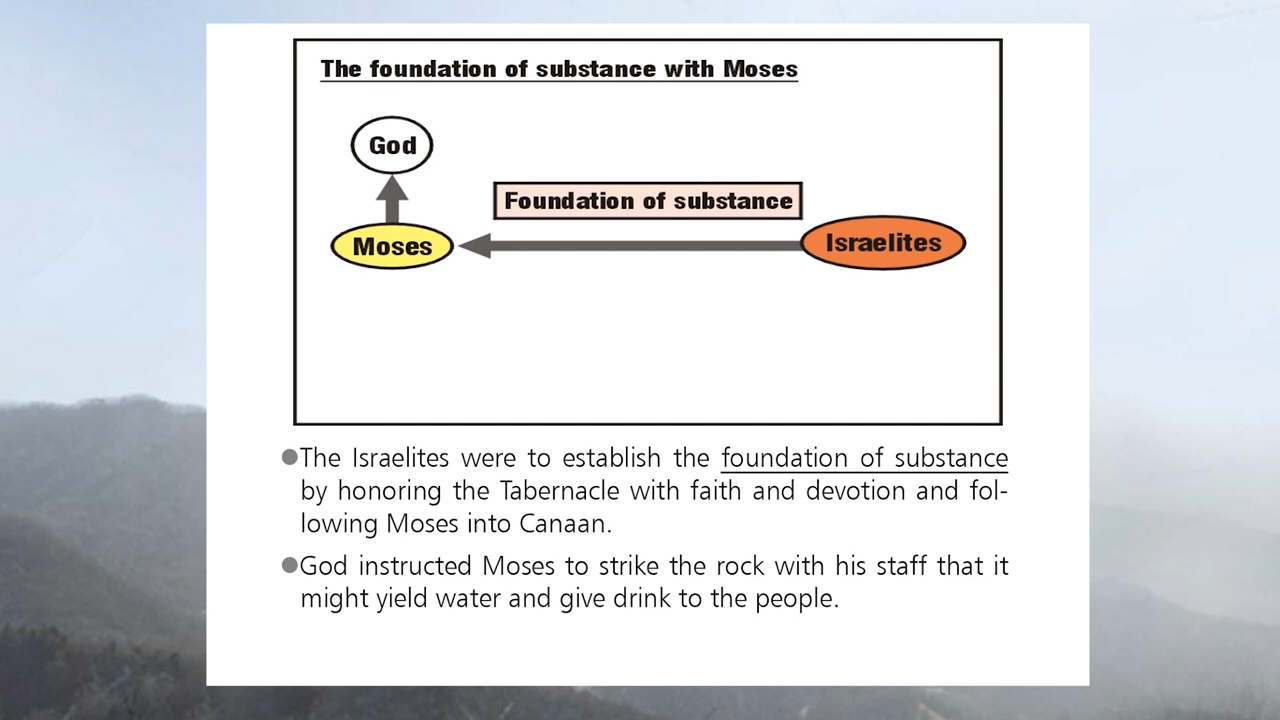 The foundation of substance with Moses
God
Foundation of substance
Moses
Israelites
●The Israelites were to establish the foundation of substance
by honoring the Tabernacle with faith and devotion and fol-
lowing Moses into Canaan.
●God instructed Moses to strike the rock with his staff that it
might yield water and give drink to the people.